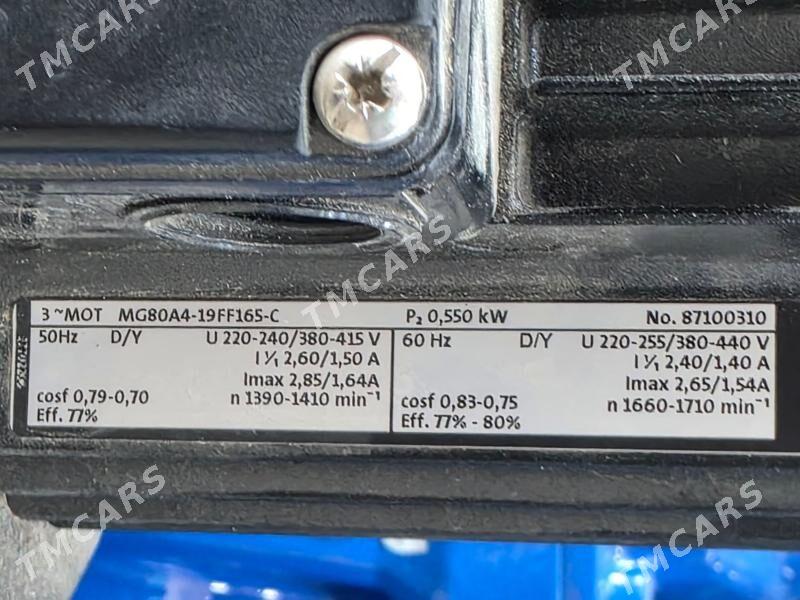 TMCARS
TMCARS
3 ~MOT MG80A4-19FF165-C P₂ 0,550 kW No. 87100310
50Hz D/Y U 220-240/380-415 V
I 1/1 2,60/1,50 A
Imax 2,85/1,64A
cosf 0,79-0,70 n 1390-1410 min⁻¹
Eff. 77%
60 Hz D/Y U 220-255/380-440 V
I 1/1 2,40/1,40 A
Imax 2,65/1,54A
cosf 0,83-0,75 n 1660-1710 min⁻¹
Eff. 77% - 80%
TMCARS
TMCARS
TMCARS